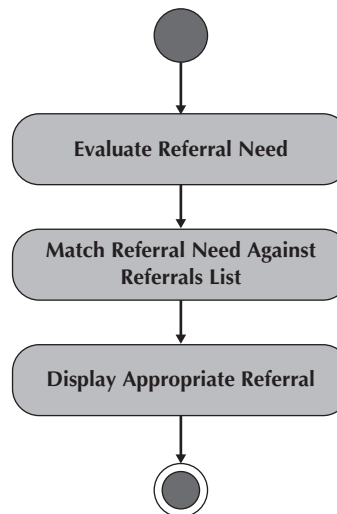 Evaluate Referral Need
Match Referral Need Against
Referrals List
Display Appropriate Referral